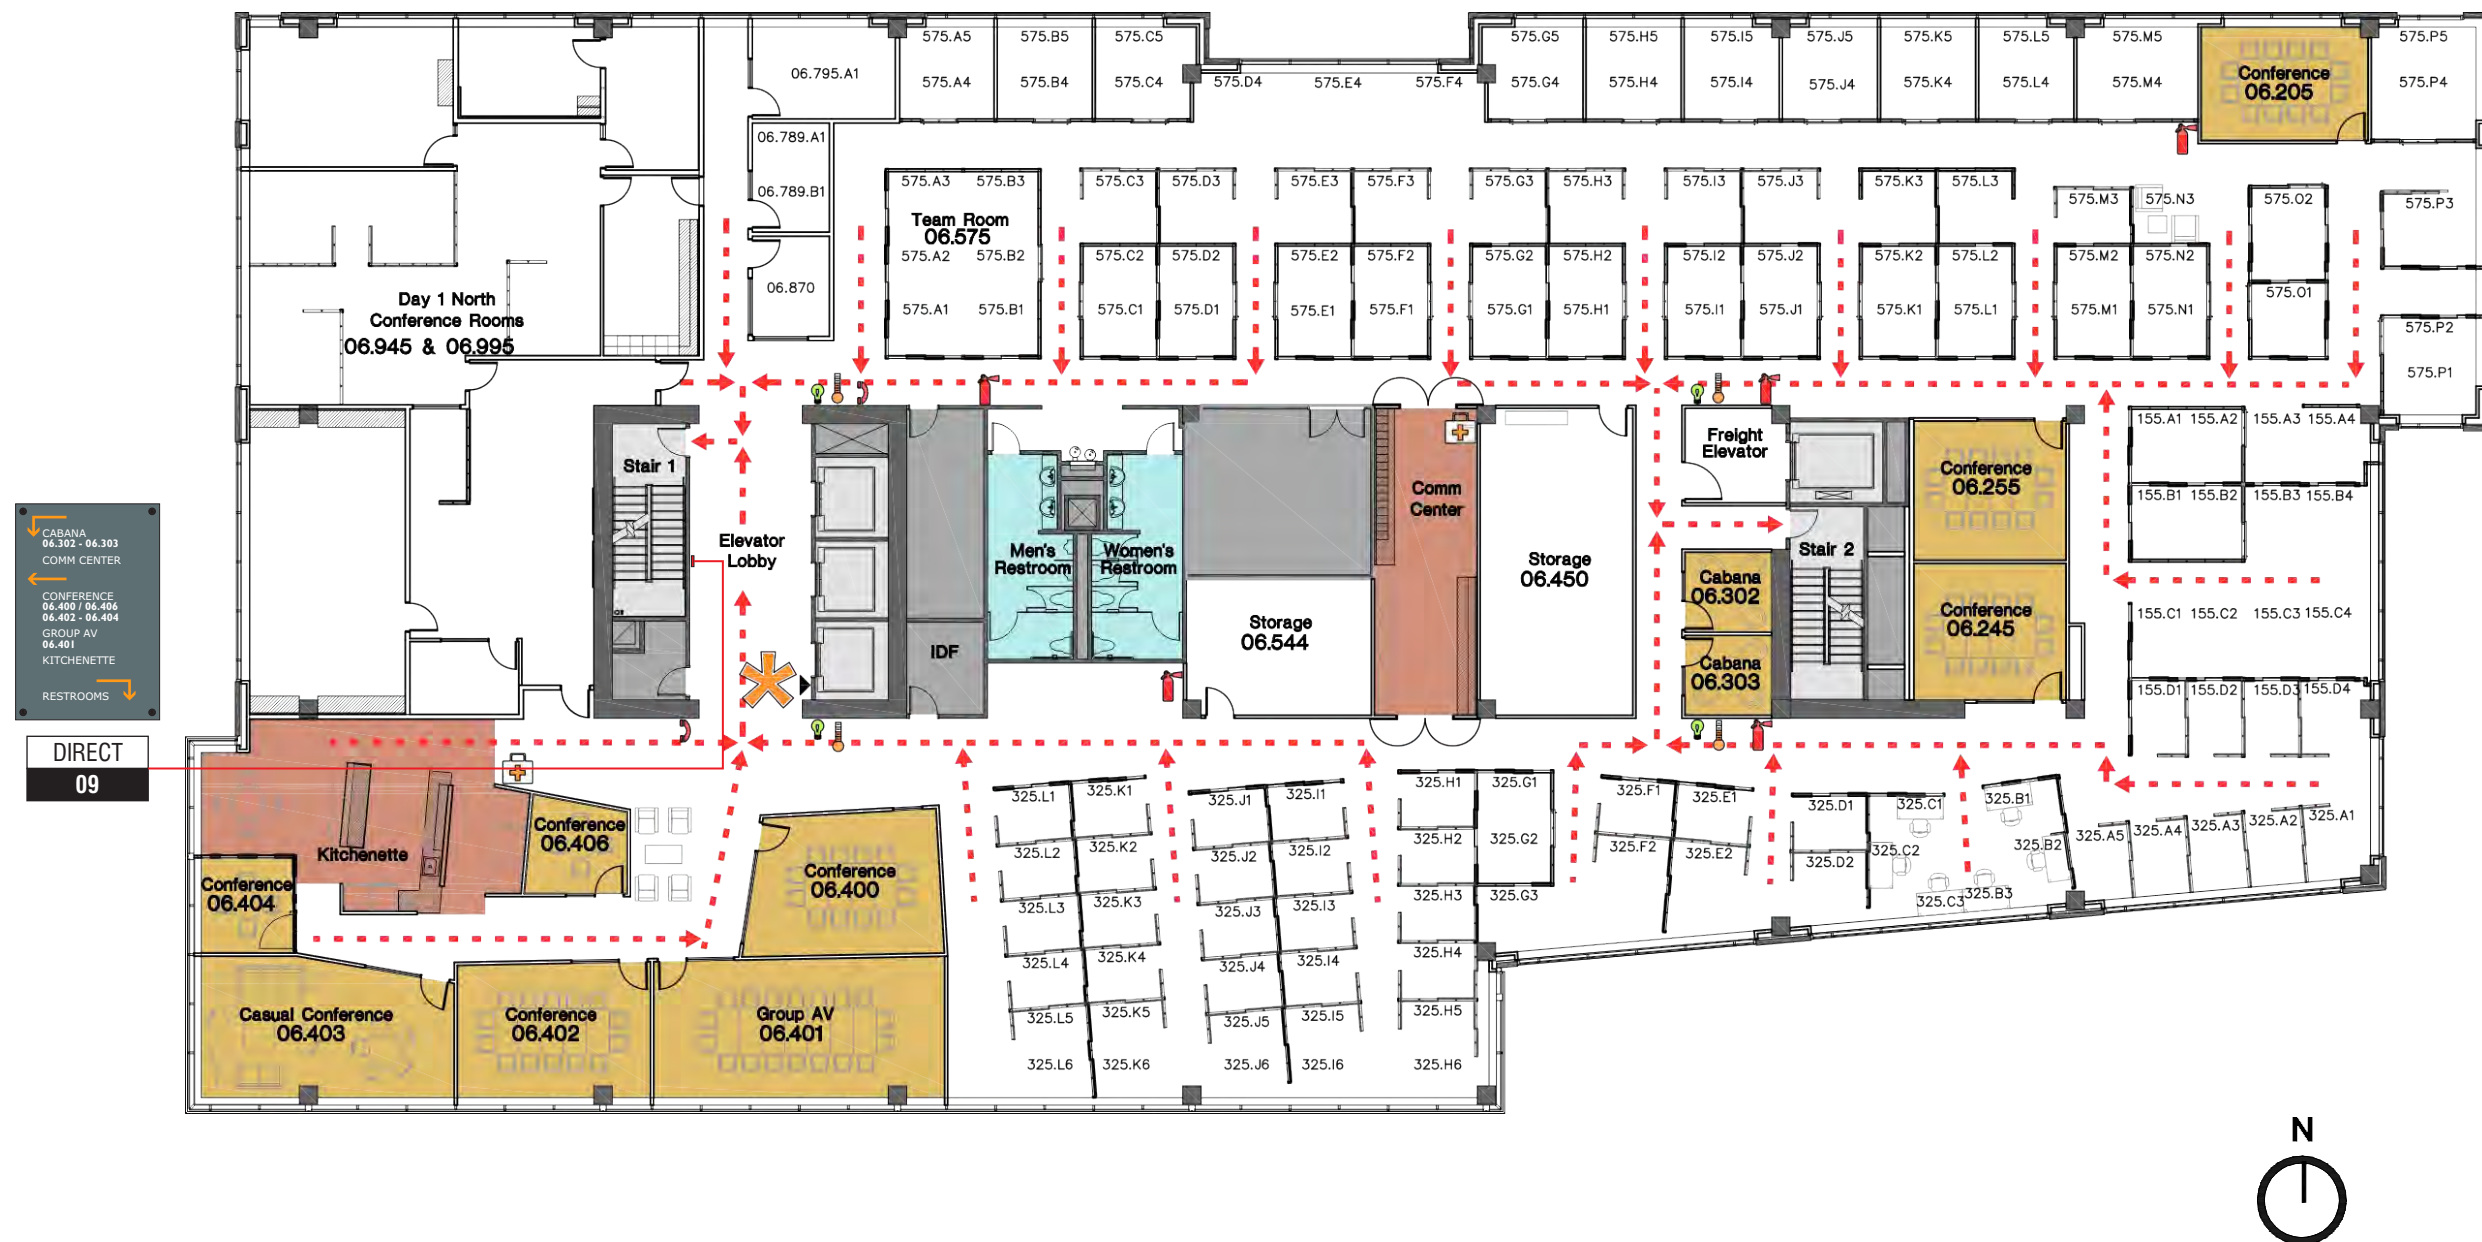 575.A5
575.B5
575.C5
575.G5
575.H5
575.I5
575.J5
575.K5
575.L5
575.M5
575.P5
06.795.A1
575.A4
575.B4
575.C4
575.D4
575.E4
575.F4
575.G4
575.H4
575.I4
575.J4
575.K4
575.L4
575.M4
Conference
06.205
575.P4
06.789.A1
06.789.B1
06.870
575.A3
575.B3
Team Room
06.575
575.A2
575.B2
575.A1
575.B1
575.C3
575.D3
575.E3
575.F3
575.G3
575.H3
575.I3
575.J3
575.K3
575.L3
575.M3
575.N3
575.O2
575.P3
575.C2
575.D2
575.E2
575.F2
575.G2
575.H2
575.I2
575.J2
575.K2
575.L2
575.M2
575.N2
575.O1
575.C1
575.D1
575.E1
575.F1
575.G1
575.H1
575.I1
575.J1
575.K1
575.L1
575.M1
575.N1
575.P2
575.P1
Day 1 North
Conference Rooms
06.945 & 06.995
Stair 1
Elevator
Lobby
Men's
Restroom
Women's
Restroom
IDF
Storage
06.544
Comm
Center
Storage
06.450
Freight
Elevator
Stair 2
Cabana
06.302
Cabana
06.303
Conference
06.255
Conference
06.245
155.A1
155.A2
155.A3
155.A4
155.B1
155.B2
155.B3
155.B4
155.C1
155.C2
155.C3
155.C4
155.D1
155.D2
155.D3
155.D4
CABANA
06.302 - 06.303
COMM CENTER
CONFERENCE
06.400 / 06.406
06.402 - 06.404
GROUP AV
06.401
KITCHENETTE
RESTROOMS
DIRECT
09
Kitchenette
Conference
06.406
Conference
06.404
Conference
06.400
Casual Conference
06.403
Conference
06.402
Group AV
06.401
325.L1
325.K1
325.J1
325.I1
325.H1
325.G1
325.F1
325.E1
325.D1
325.C1
325.B1
325.A5
325.A4
325.A3
325.A2
325.A1
325.L2
325.K2
325.J2
325.I2
325.H2
325.G2
325.F2
325.E2
325.D2
325.C2
325.B2
325.L3
325.K3
325.J3
325.I3
325.H3
325.G3
325.C3
325.B3
325.L4
325.K4
325.J4
325.I4
325.H4
325.L5
325.K5
325.J5
325.I5
325.H5
325.L6
325.K6
325.J6
325.I6
325.H6
N